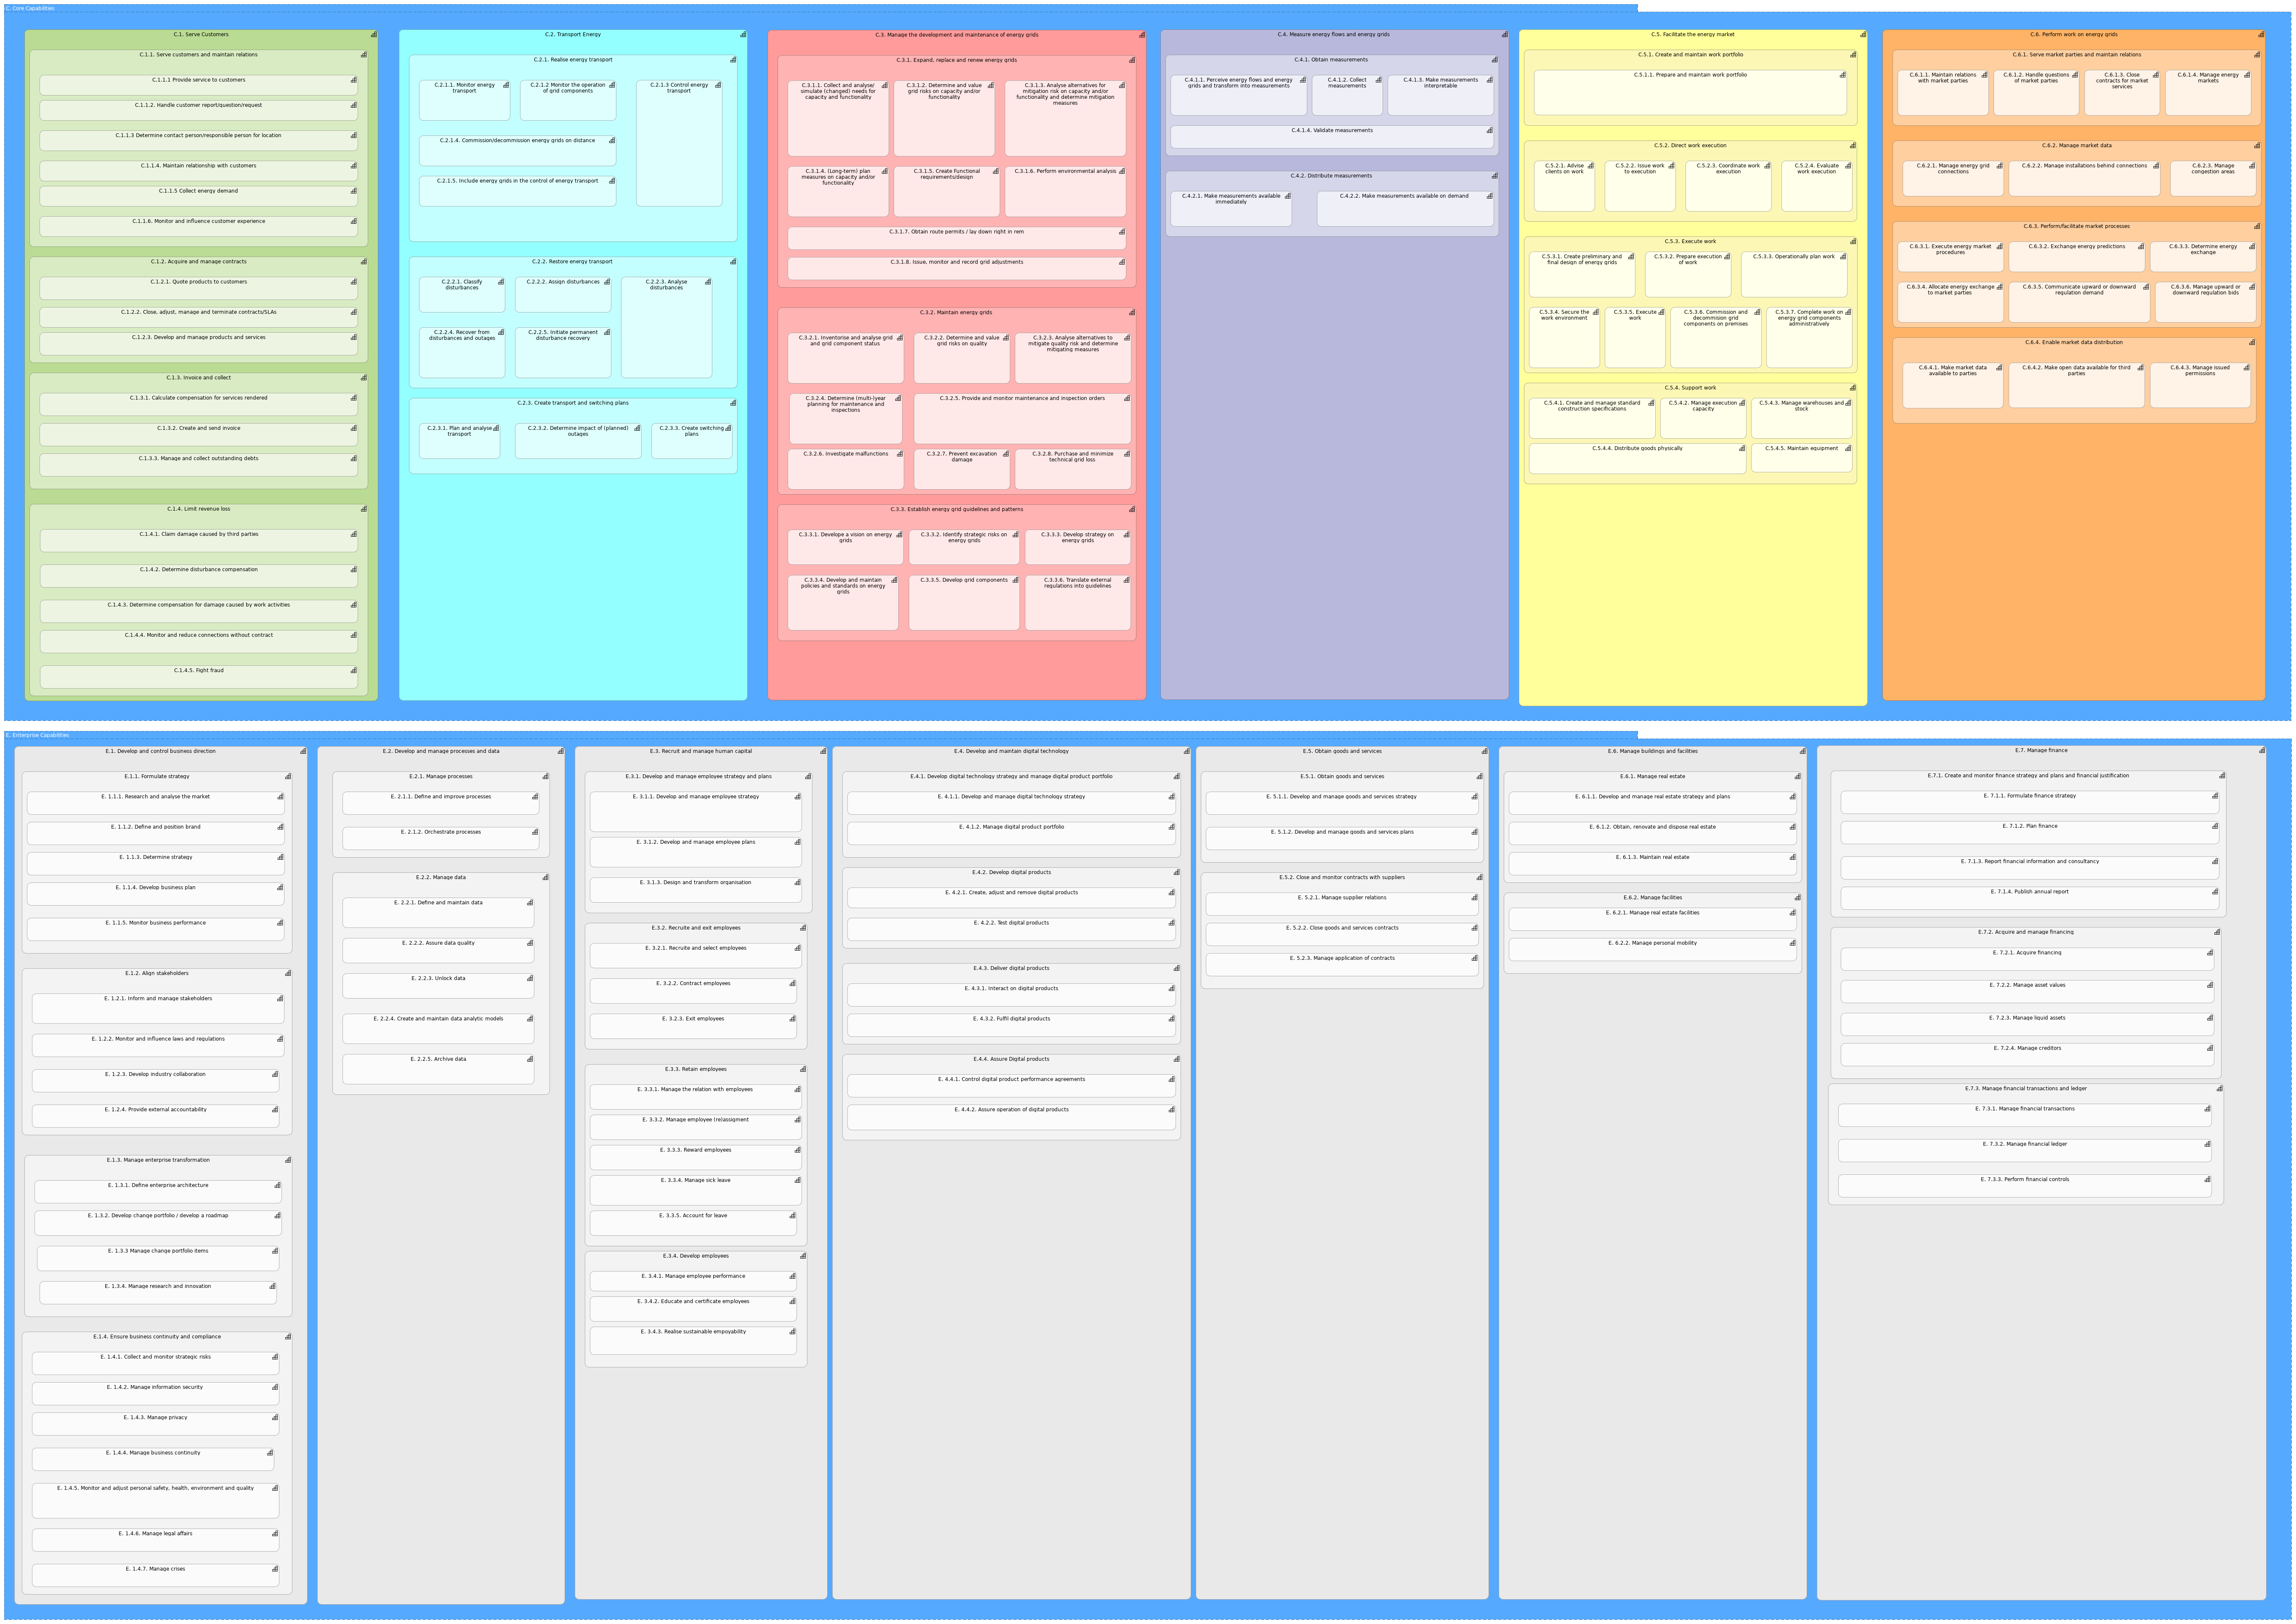 C. Core Capabilities
C.1. Serve Customers
C.1.1. Serve customers and maintain relations
C.1.1.1 Provide service to customers
C.1.1.2. Handle customer report/question/request
C.1.1.3 Determine contact person/responsible person for location
C.1.1.4. Maintain relationship with customers
C.1.1.5 Collect energy demand
C.1.1.6. Monitor and influence customer experience
C.1.2. Acquire and manage contracts
C.1.2.1. Quote products to customers
C.1.2.2. Close, adjust, manage and terminate contracts/SLAs
C.1.2.3. Develop and manage products and services
C.1.3. Invoice and collect
C.1.3.1. Calculate compensation for services rendered
C.1.3.2. Create and send invoice
C.1.3.3. Manage and collect outstanding debts
C.1.4. Limit revenue loss
C.1.4.1. Claim damage caused by third parties
C.1.4.2. Determine disturbance compensation
C.1.4.3. Determine compensation for damage caused by work activities
C.1.4.4. Monitor and reduce connections without contract
C.1.4.5. Fight fraud
C.2. Transport Energy
C.2.1. Realise energy transport
C.2.1.1. Monitor energy
transport
C.2.1.2 Monitor the operation
of grid components
C.2.1.3 Control energy
transport
C.2.1.4. Commission/decommission energy grids on distance
C.2.1.5. Include energy grids in the control of energy transport
C.2.2. Restore energy transport
C.2.2.1. Classify
disturbances
C.2.2.2. Assign disturbances
C.2.2.3. Analyse
disturbances
C.2.2.4. Recover from
disturbances and outages
C.2.2.5. Initiate permanent
disturbance recovery
C.2.3. Create transport and switching plans
C.2.3.1. Plan and analyse
transport
C.2.3.2. Determine impact of (planned)
outages
C.2.3.3. Create switching
plans
C.3. Manage the development and maintenance of energy grids
C.3.1. Expand, replace and renew energy grids
C.3.1.1. Collect and analyse/
simulate (changed) needs for
capacity and functionality
C.3.1.2. Determine and value
grid risks on capacity and/or
functionality
C.3.1.3. Analyse alternatives for
mitigation risk on capacity and/or
functionality and determine mitigation
measures
C.3.1.4. (Long-term) plan
measures on capacity and/or
functionality
C.3.1.5. Create Functional
requirements/design
C.3.1.6. Perform environmental analysis
C.3.1.7. Obtain route permits / lay down right in rem
C.3.1.8. Issue, monitor and record grid adjustments
C.3.2. Maintain energy grids
C.3.2.1. Inventorise and analyse grid
and grid component status
C.3.2.2. Determine and value
grid risks on quality
C.3.2.3. Analyse alternatives to
mitigate quality risk and determine
mitigating measures
C.3.2.4. Determine (multi-)year
planning for maintenance and
inspections
C.3.2.5. Provide and monitor maintenance and inspection orders
C.3.2.6. Investigate malfunctions
C.3.2.7. Prevent excavation
damage
C.3.2.8. Purchase and minimize
technical grid loss
C.3.3. Establish energy grid guidelines and patterns
C.3.3.1. Develope a vision on energy
grids
C.3.3.2. Identify strategic risks on
energy grids
C.3.3.3. Develop strategy on
energy grids
C.3.3.4. Develop and maintain
policies and standards on energy
grids
C.3.3.5. Develop grid components
C.3.3.6. Translate external
regulations into guidelines
C.4. Measure energy flows and energy grids
C.4.1. Obtain measurements
C.4.1.1. Perceive energy flows and energy
grids and transform into measurements
C.4.1.2. Collect
measurements
C.4.1.3. Make measurements
interpretable
C.4.1.4. Validate measurements
C.4.2. Distribute measurements
C.4.2.1. Make measurements available
immediately
C.4.2.2. Make measurements available on demand
C.5. Facilitate the energy market
C.5.1. Create and maintain work portfolio
C.5.1.1. Prepare and maintain work portfolio
C.5.2. Direct work execution
C.5.2.1. Advise
clients on work
C.5.2.2. Issue work
to execution
C.5.2.3. Coordinate work
execution
C.5.2.4. Evaluate
work execution
C.5.3. Execute work
C.5.3.1. Create preliminary and
final design of energy grids
C.5.3.2. Prepare execution
of work
C.5.3.3. Operationally plan work
C.5.3.4. Secure the
work environment
C.5.3.5. Execute
work
C.5.3.6. Commission and
decommision grid
components on premises
C.5.3.7. Complete work on
energy grid components
administratively
C.5.4. Support work
C.5.4.1. Create and manage standard
construction specifications
C.5.4.2. Manage execution
capacity
C.5.4.3. Manage warehouses and
stock
C.5.4.4. Distribute goods physically
C.5.4.5. Maintain equipment
C.6. Perform work on energy grids
C.6.1. Serve market parties and maintain relations
C.6.1.1. Maintain relations
with market parties
C.6.1.2. Handle questions
of market parties
C.6.1.3. Close
contracts for market
services
C.6.1.4. Manage energy
markets
C.6.2. Manage market data
C.6.2.1. Manage energy grid
connections
C.6.2.2. Manage installations behind connections
C.6.2.3. Manage
congestion areas
C.6.3. Perform/facilitate market processes
C.6.3.1. Execute energy market
procedures
C.6.3.2. Exchange energy predictions
C.6.3.3. Determine energy
exchange
C.6.3.4. Allocate energy exchange
to market parties
C.6.3.5. Communicate upward or downward
regulation demand
C.6.3.6. Manage upward or
downward regulation bids
C.6.4. Enable market data distribution
C.6.4.1. Make market data
available to parties
C.6.4.2. Make open data available for third
parties
C.6.4.3. Manage issued
permissions
E. Enterprise Capabilities
E.1. Develop and control business direction
E.1.1. Formulate strategy
E. 1.1.1. Research and analyse the market
E. 1.1.2. Define and position brand
E. 1.1.3. Determine strategy
E. 1.1.4. Develop business plan
E. 1.1.5. Monitor business performance
E.1.2. Align stakeholders
E. 1.2.1. Inform and manage stakeholders
E. 1.2.2. Monitor and influence laws and regulations
E. 1.2.3. Develop industry collaboration
E. 1.2.4. Provide external accountability
E.1.3. Manage enterprise transformation
E. 1.3.1. Define enterprise architecture
E. 1.3.2. Develop change portfolio / develop a roadmap
E. 1.3.3 Manage change portfolio items
E. 1.3.4. Manage research and innovation
E.1.4. Ensure business continuity and compliance
E. 1.4.1. Collect and monitor strategic risks
E. 1.4.2. Manage information security
E. 1.4.3. Manage privacy
E. 1.4.4. Manage business continuity
E. 1.4.5. Monitor and adjust personal safety, health, environment and quality
E. 1.4.6. Manage legal affairs
E. 1.4.7. Manage crises
E.2. Develop and manage processes and data
E.2.1. Manage processes
E. 2.1.1. Define and improve processes
E. 2.1.2. Orchestrate processes
E.2.2. Manage data
E. 2.2.1. Define and maintain data
E. 2.2.2. Assure data quality
E. 2.2.3. Unlock data
E. 2.2.4. Create and maintain data analytic models
E. 2.2.5. Archive data
E.3. Recruit and manage human capital
E.3.1. Develop and manage employee strategy and plans
E. 3.1.1. Develop and manage employee strategy
E. 3.1.2. Develop and manage employee plans
E. 3.1.3. Design and transform organisation
E.3.2. Recruite and exit employees
E. 3.2.1. Recruite and select employees
E. 3.2.2. Contract employees
E. 3.2.3. Exit employees
E.3.3. Retain employees
E. 3.3.1. Manage the relation with employees
E. 3.3.2. Manage employee (re)assigment
E. 3.3.3. Reward employees
E. 3.3.4. Manage sick leave
E. 3.3.5. Account for leave
E.3.4. Develop employees
E. 3.4.1. Manage employee performance
E. 3.4.2. Educate and certificate employees
E. 3.4.3. Realise sustainable empoyability
E.4. Develop and maintain digital technology
E.4.1. Develop digital technology strategy and manage digital product portfolio
E. 4.1.1. Develop and manage digital technology strategy
E. 4.1.2. Manage digital product portfolio
E.4.2. Develop digital products
E. 4.2.1. Create, adjust and remove digital products
E. 4.2.2. Test digital products
E.4.3. Deliver digital products
E. 4.3.1. Interact on digital products
E. 4.3.2. Fulfil digital products
E.4.4. Assure Digital products
E. 4.4.1. Control digital product performance agreements
E. 4.4.2. Assure operation of digital products
E.5. Obtain goods and services
E.5.1. Obtain goods and services
E. 5.1.1. Develop and manage goods and services strategy
E. 5.1.2. Develop and manage goods and services plans
E.5.2. Close and monitor contracts with suppliers
E. 5.2.1. Manage supplier relations
E. 5.2.2. Close goods and services contracts
E. 5.2.3. Manage application of contracts
E.6. Manage buildings and facilities
E.6.1. Manage real estate
E. 6.1.1. Develop and manage real estate strategy and plans
E. 6.1.2. Obtain, renovate and dispose real estate
E. 6.1.3. Maintain real estate
E.6.2. Manage facilities
E. 6.2.1. Manage real estate facilities
E. 6.2.2. Manage personal mobility
E.7. Manage finance
E.7.1. Create and monitor finance strategy and plans and financial justification
E. 7.1.1. Formulate finance strategy
E. 7.1.2. Plan finance
E. 7.1.3. Report financial information and consultancy
E. 7.1.4. Publish annual report
E.7.2. Acquire and manage financing
E. 7.2.1. Acquire financing
E. 7.2.2. Manage asset values
E. 7.2.3. Manage liquid assets
E. 7.2.4. Manage creditors
E.7.3. Manage financial transactions and ledger
E. 7.3.1. Manage financial transactions
E. 7.3.2. Manage financial ledger
E. 7.3.3. Perform financial controls